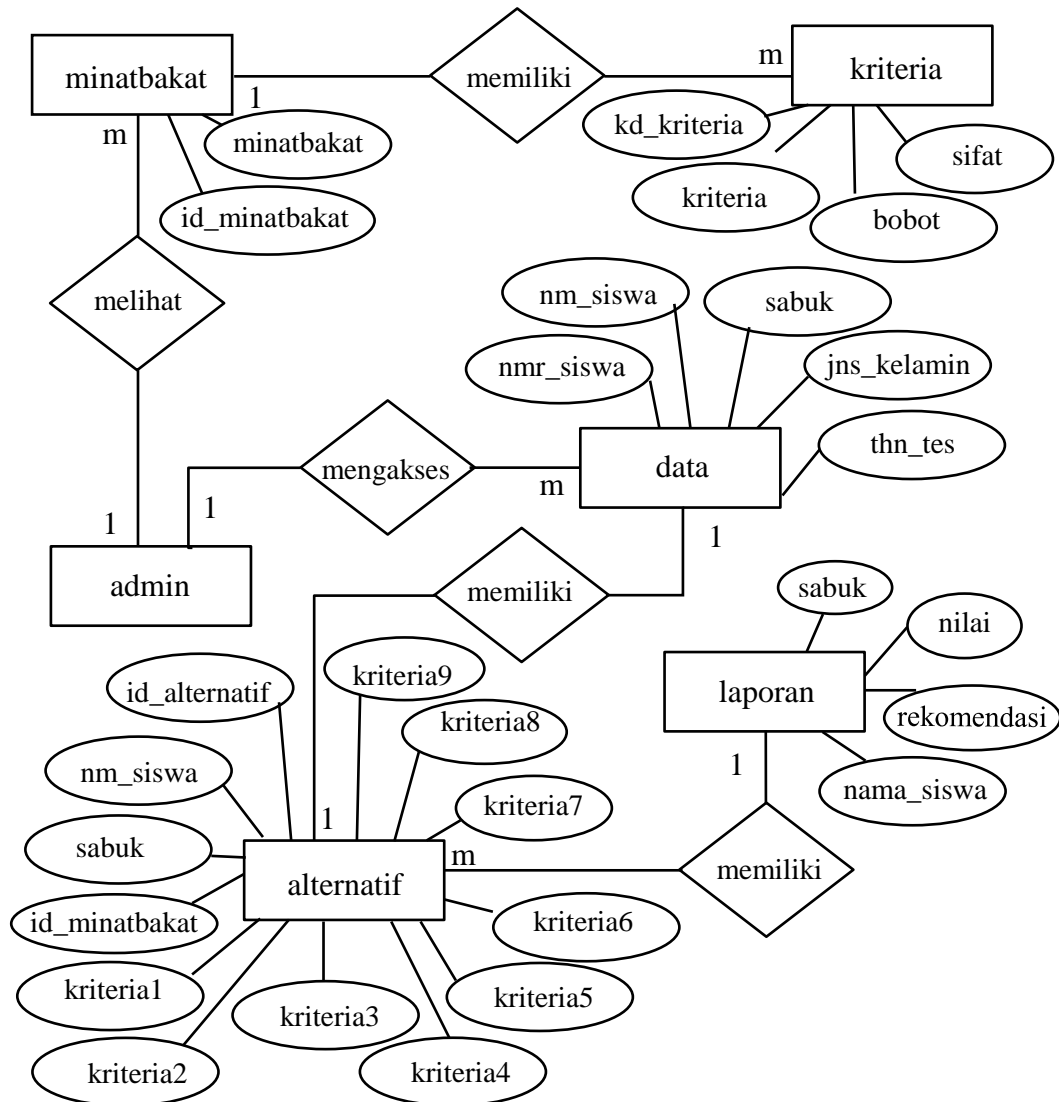 minatbakat
memiliki
kriteria
m
1
m
minatbakat
id_minatbakat
kd_kriteria
kriteria
bobot
sifat
melihat
nm_siswa
sabuk
nmr_siswa
jns_kelamin
thn_tes
data
mengakses
m
1
1
1
admin
memiliki
sabuk
nilai
laporan
rekomendasi
nama_siswa
1
id_alternatif
kriteria9
kriteria8
nm_siswa
kriteria7
sabuk
1
m
alternatif
memiliki
id_minatbakat
kriteria6
kriteria1
kriteria3
kriteria5
kriteria2
kriteria4